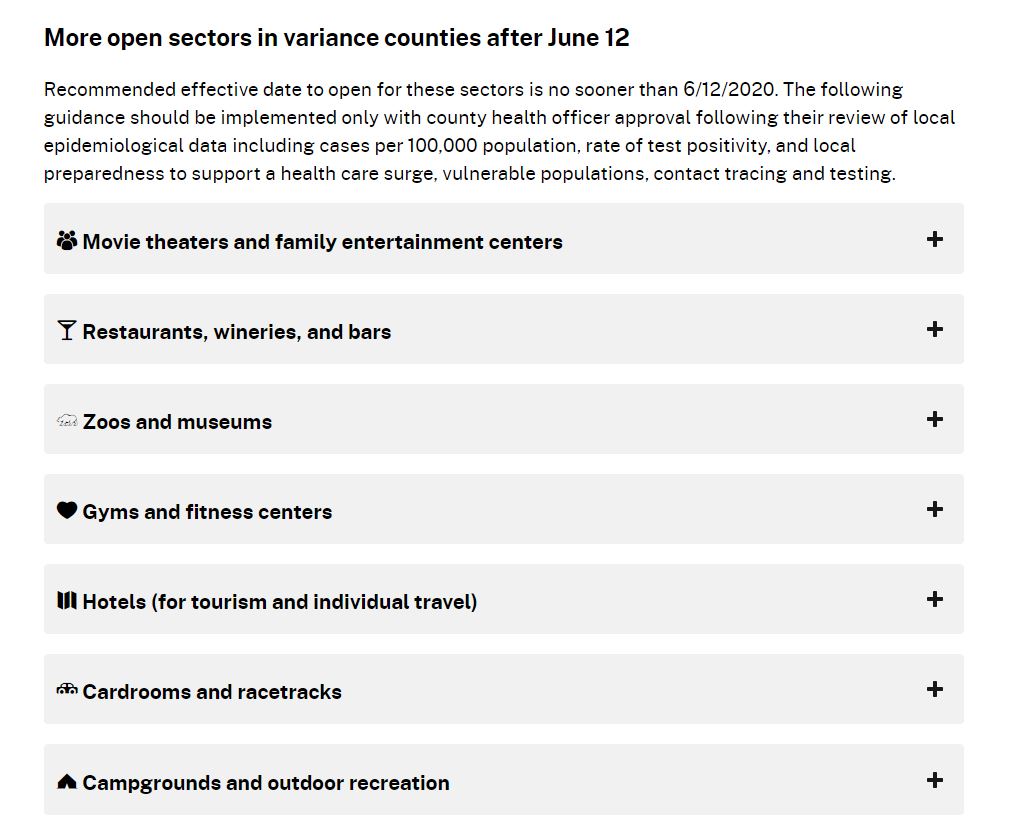 More open sectors in variance counties after June 12
Recommended effective date to open for these sectors is no sooner than 6/12/2020. The following
guidance should be implemented only with county health officer approval following their review of local
epidemiological data including cases per 100,000 population, rate of test positivity, and local
preparedness to support a health care surge, vulnerable populations, contact tracing and testing.
Movie theaters and family entertainment centers
Restaurants, wineries, and bars
Zoos and museums
Gyms and fitness centers
Hotels (for tourism and individual travel)
Cardrooms and racetracks
Campgrounds and outdoor recreation